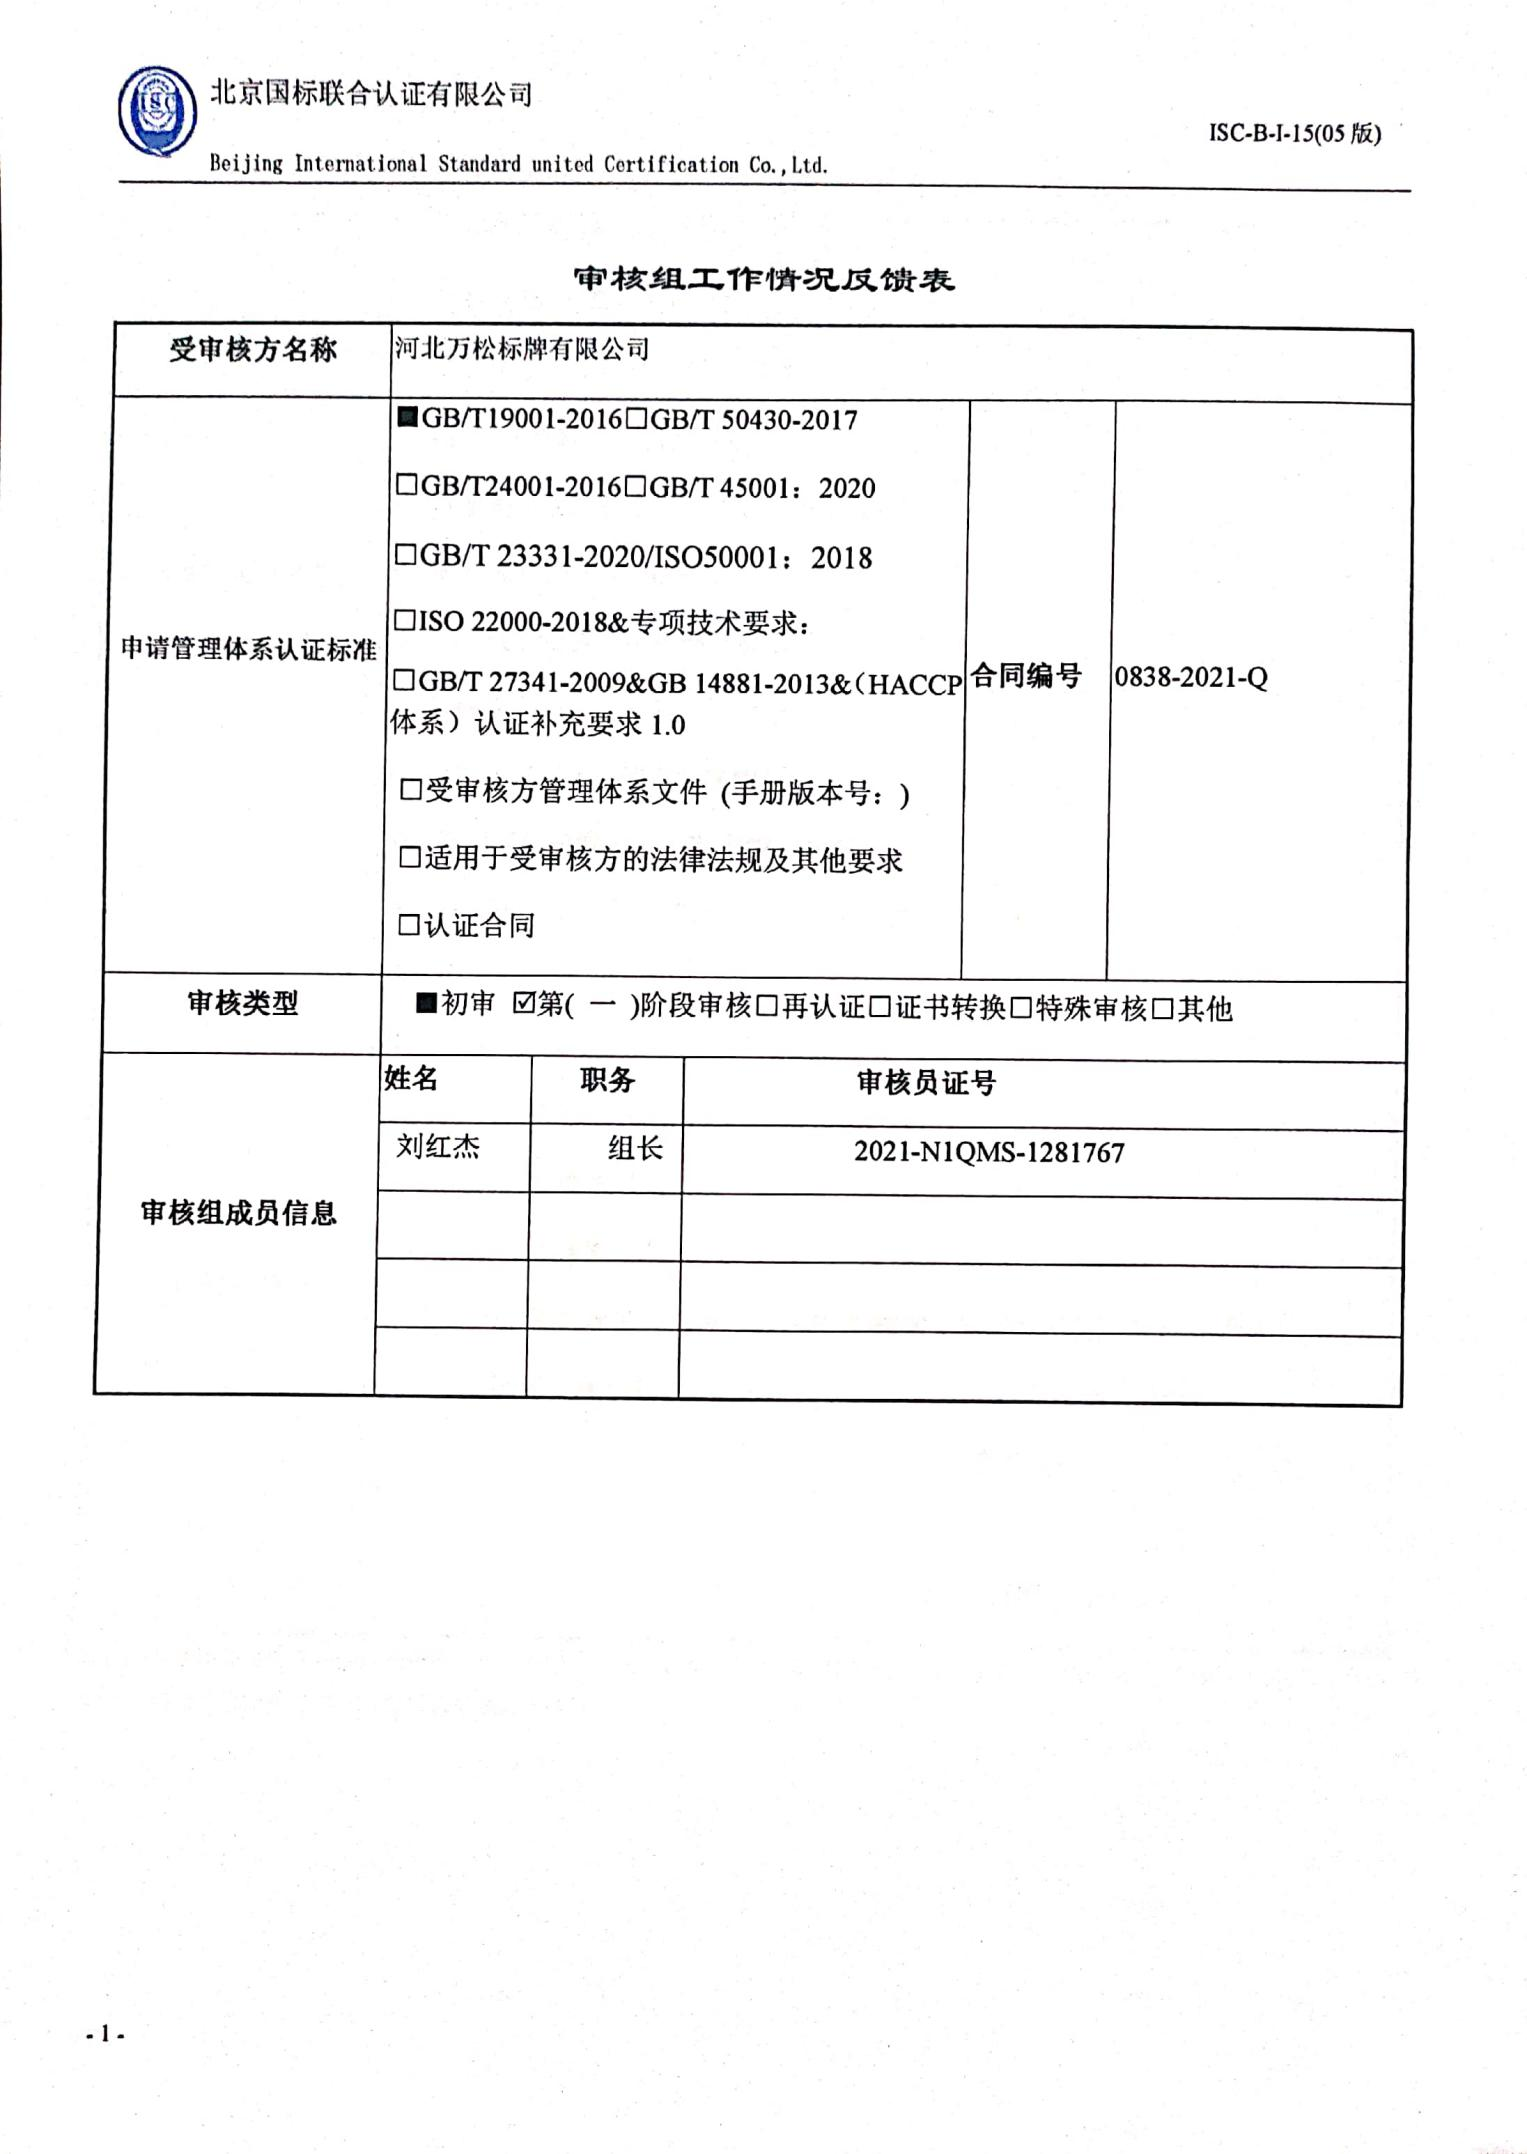 北京国标联合认证有限公司
ISC-B-I-15(05 版)
Beijing International Standard united Certification Co.,Ltd.
审核组工作情况反馈表
受审核方名称
河北万松标牌有限公司
申请管理体系认证标准
■GB/T19001-2016□GB/T 50430-2017
□GB/T24001-2016□GB/T 45001：2020
□GB/T 23331-2020/ISO50001：2018
□ISO 22000-2018&专项技术要求：
□GB/T 27341-2009&GB 14881-2013&（HACCP
体系）认证补充要求 1.0
□受审核方管理体系文件 (手册版本号：)
□适用于受审核方的法律法规及其他要求
□认证合同
合同编号
0838-2021-Q
审核类型
■初审 ☑第( 一 )阶段审核□再认证□证书转换□特殊审核□其他
审核组成员信息
姓名 职务 审核员证号
刘红杰 组长 2021-N1QMS-1281767
- 1 -